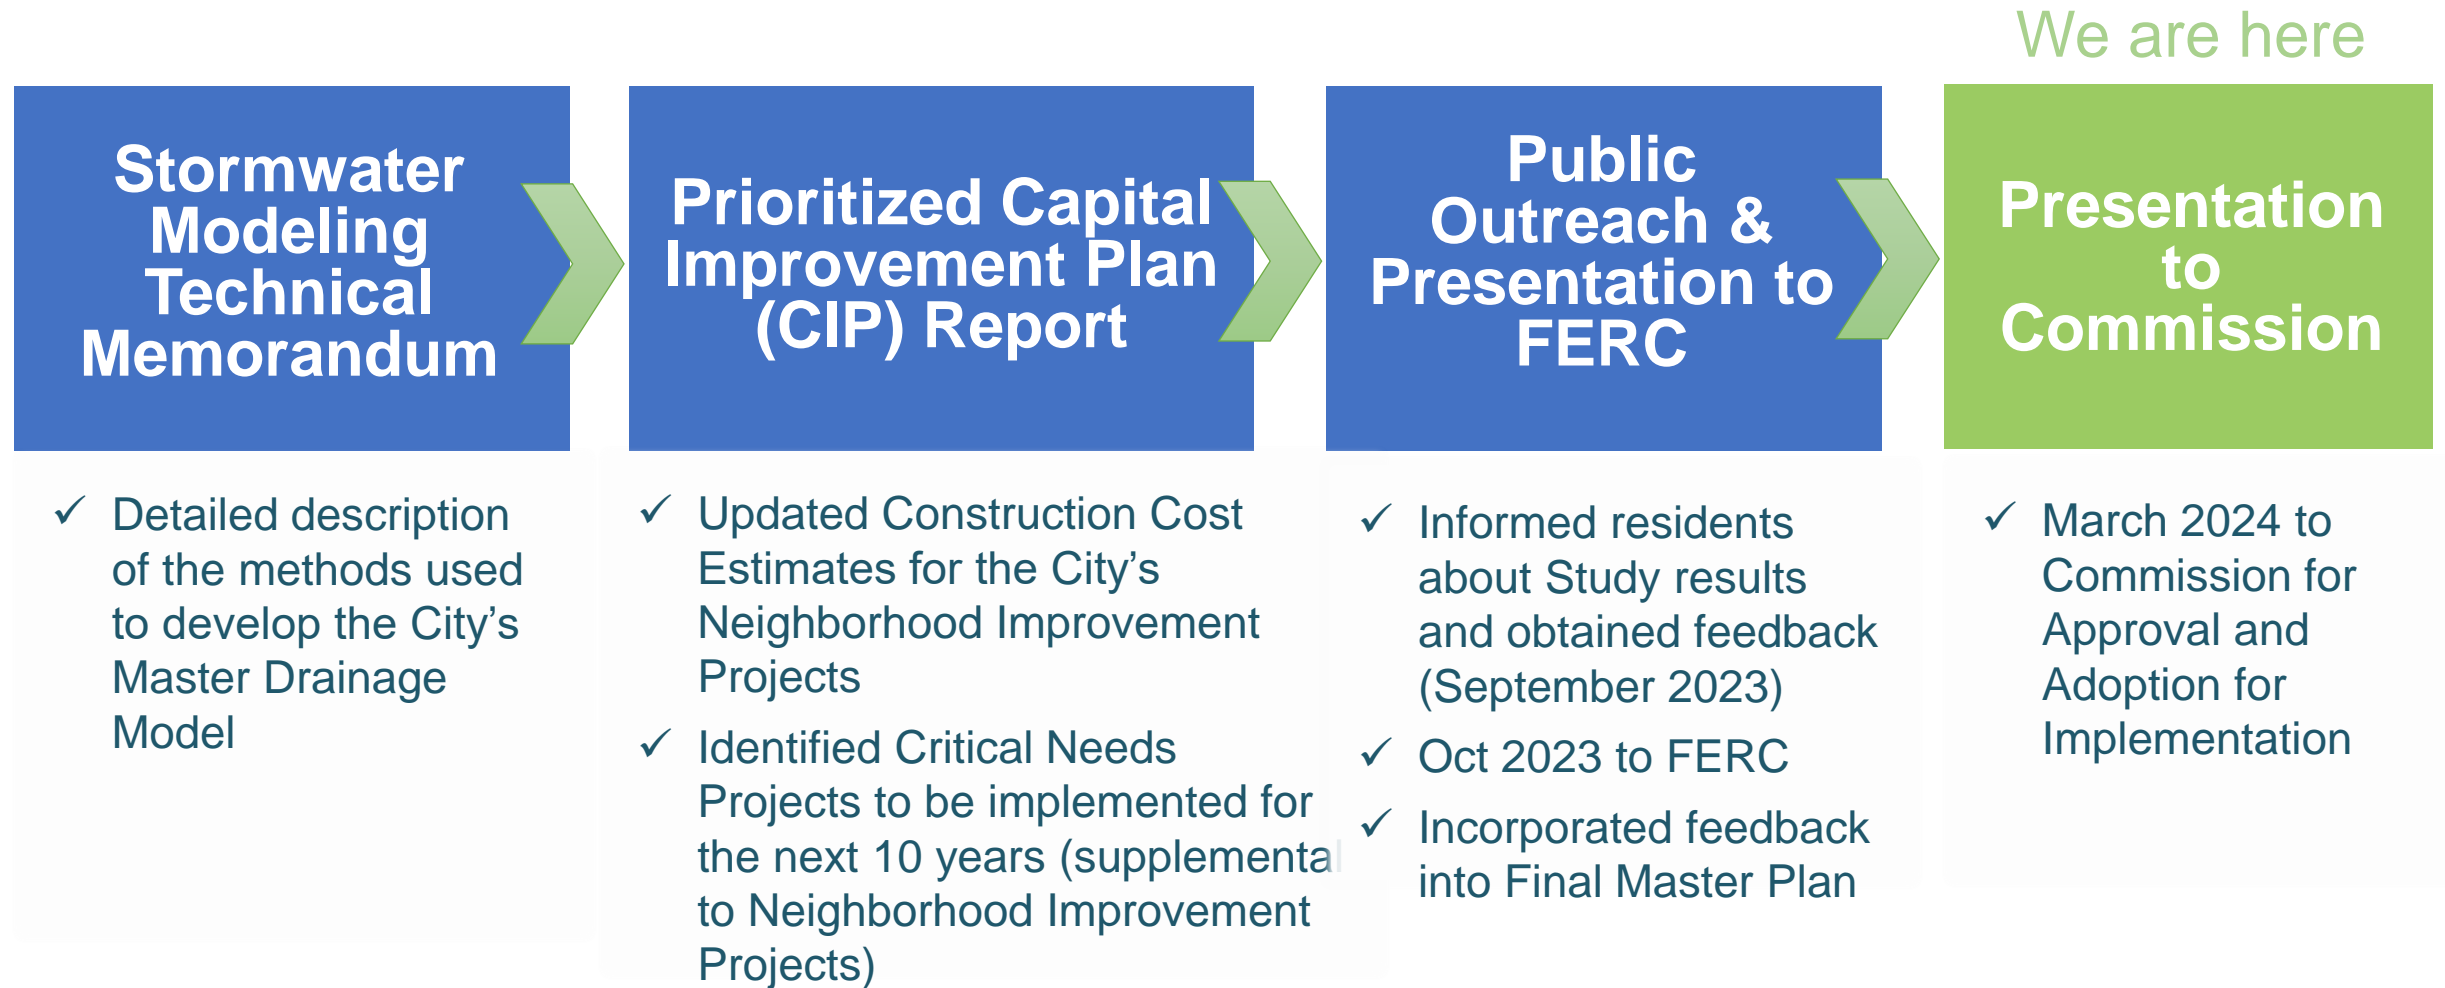 We are here
Stormwater
Modeling
Technical
Memorandum
Prioritized Capital
Improvement Plan
(CIP) Report
Public
Outreach &
Presentation to
FERC
Presentation
to
Commission
✓ Detailed description
of the methods used
to develop the City’s
Master Drainage
Model
✓ Updated Construction Cost
Estimates for the City’s
Neighborhood Improvement
Projects
✓ Identified Critical Needs
Projects to be implemented for
the next 10 years (supplemental
to Neighborhood Improvement
Projects)
✓ Informed residents
about Study results
and obtained feedback
(September 2023)
✓ Oct 2023 to FERC
✓ Incorporated feedback
into Final Master Plan
✓ March 2024 to
Commission for
Approval and
Adoption for
Implementation